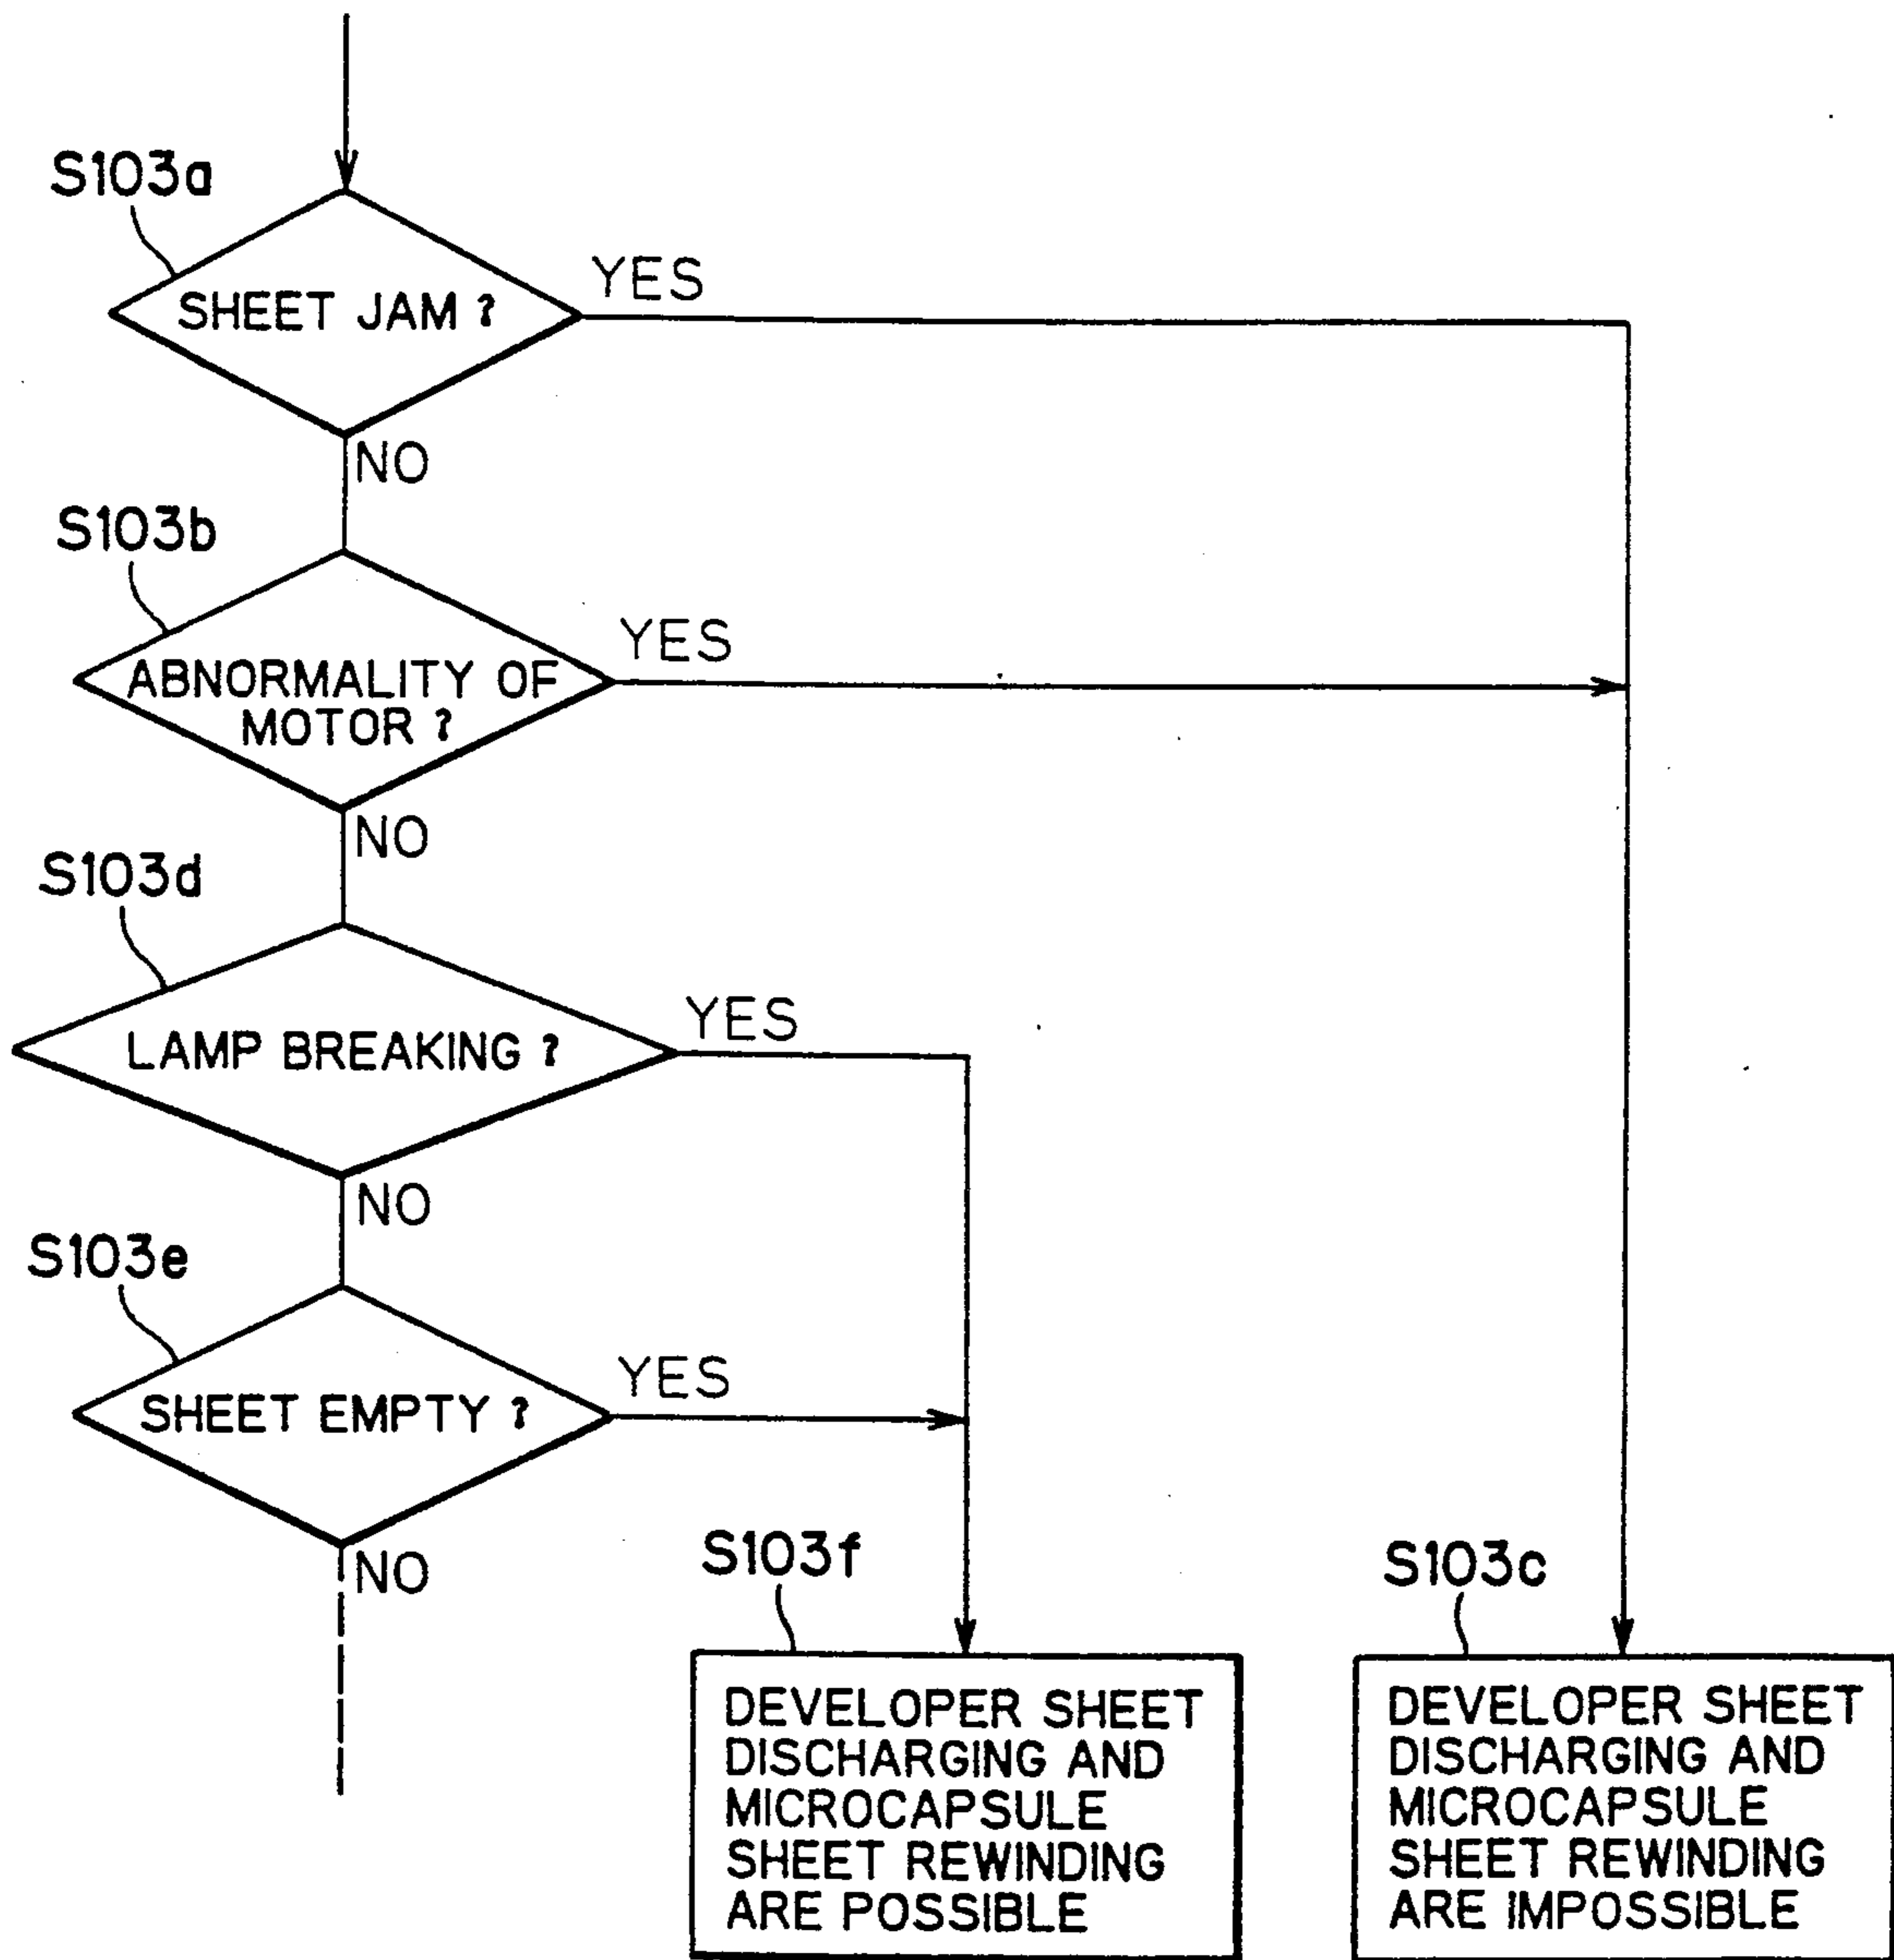 S103a
SHEET JAM ?
YES
NO
S103b
ABNORMALITY OF
MOTOR ?
YES
NO
S103d
LAMP BREAKING ?
YES
NO
S103e
SHEET EMPTY ?
YES
NO
S103f
DEVELOPER SHEET
DISCHARGING AND
MICROCAPSULE
SHEET REWINDING
ARE POSSIBLE
S103c
DEVELOPER SHEET
DISCHARGING AND
MICROCAPSULE
SHEET REWINDING
ARE IMPOSSIBLE